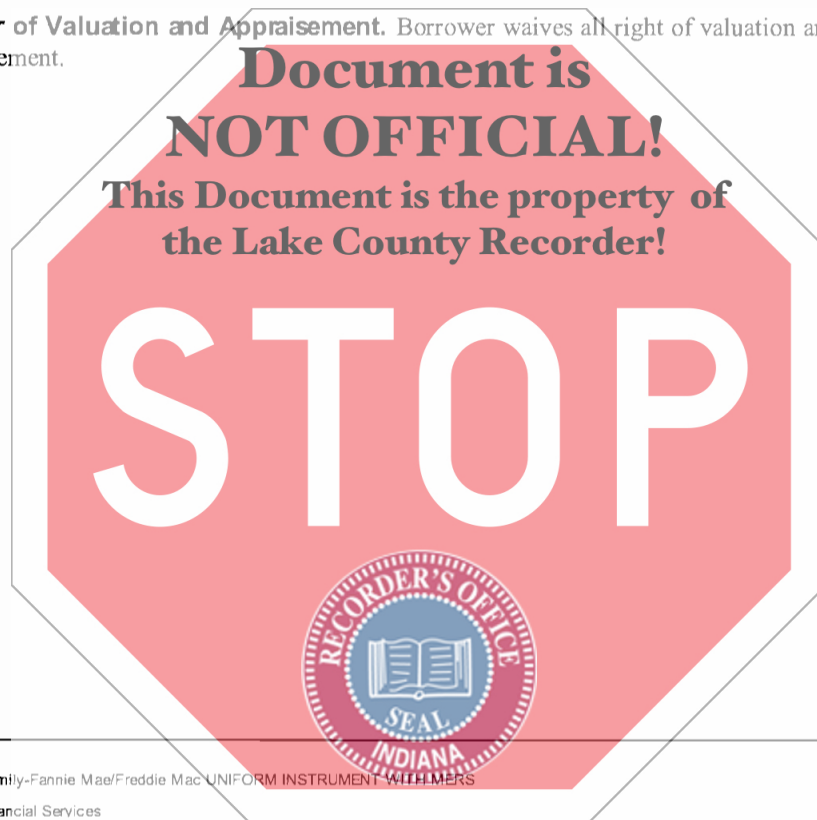 of Valuation and Appraisement. Borrower waives all right of valuation
Document is
NOT OFFICIAL!
This Document is the property of
the Lake County Recorder!
STOP
RECORDER'S OFFICE
SEAL
INDIANA
mily-Fannie Mae/Freddie Mac UNIFORM INSTRUMENT WITH MERS
ancial Services